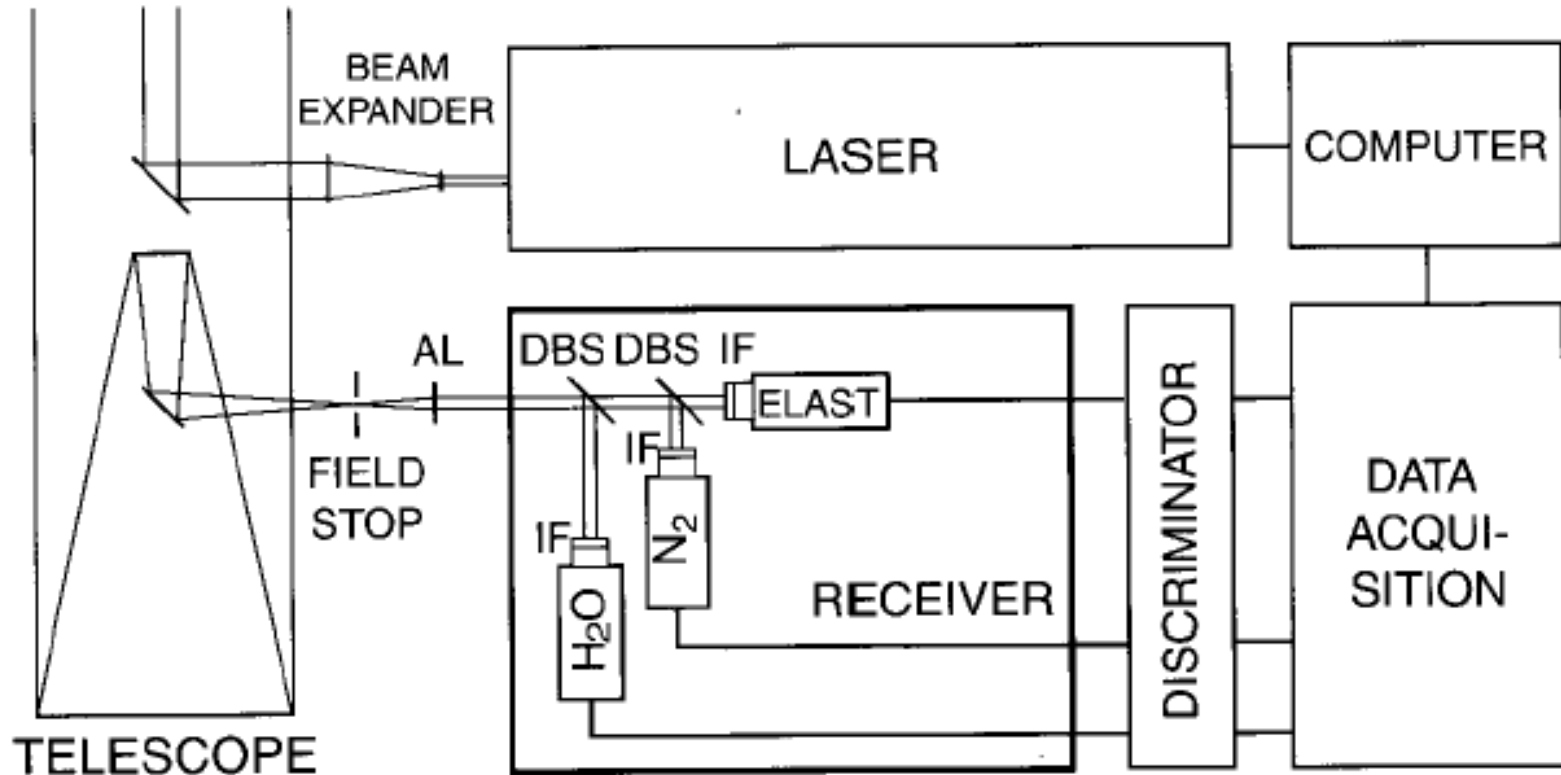 BEAM
EXPANDER
LASER
COMPUTER
AL
DBS
DBS
IF
ELAST
FIELD
STOP
IF
N2
IF
H2O
RECEIVER
DISCRIMINATOR
DATA
ACQUI-
SITION
TELESCOPE